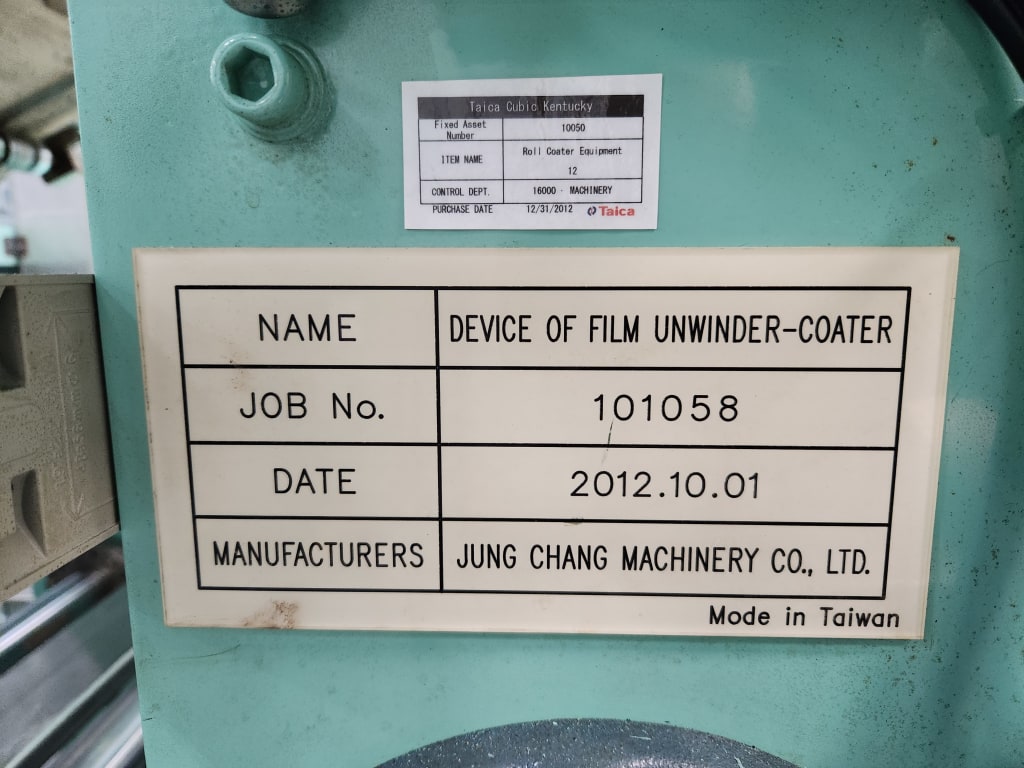 Taica Cubic Kentucky
Fixed Asset Number 10050
ITEM NAME Roll Coater Equipment 12
CONTROL DEPT. 16000 - MACHINERY
PURCHASE DATE 12/31/2012 Taica
NAME DEVICE OF FILM UNWINDER-COATER
JOB No. 101058
DATE 2012.10.01
MANUFACTURERS JUNG CHANG MACHINERY CO., LTD.
Mode in Taiwan